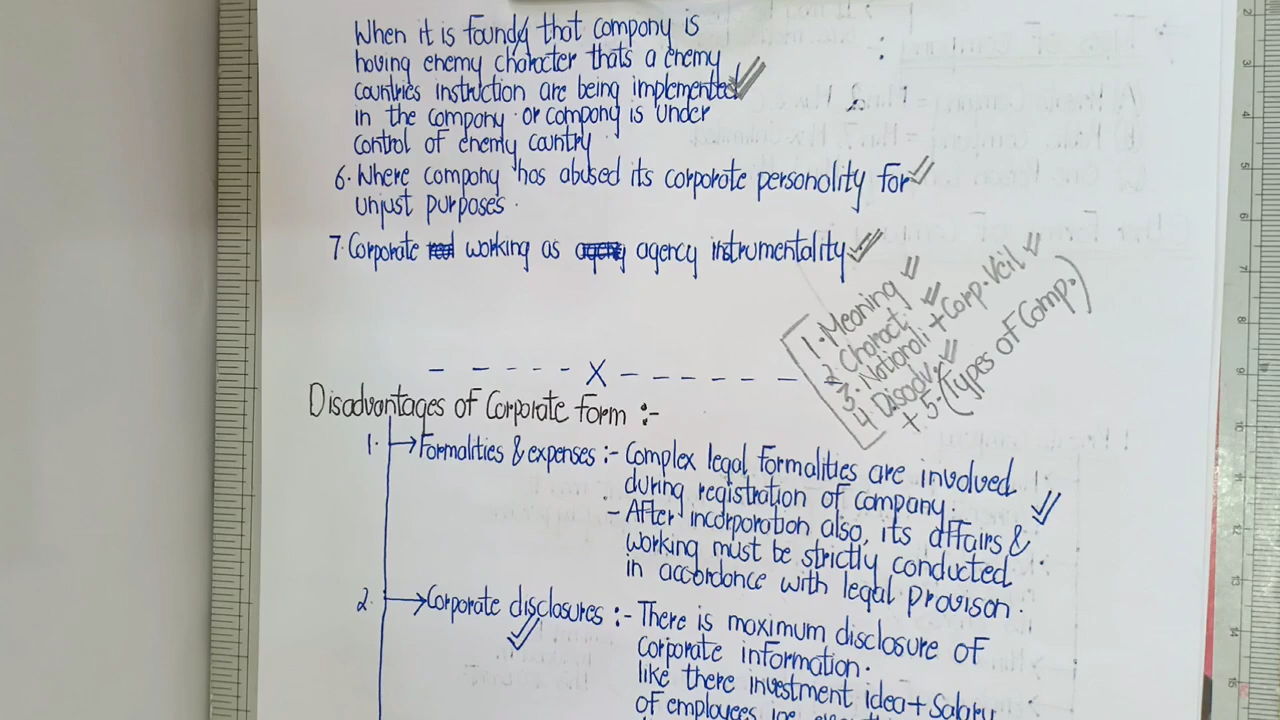 When it is found that company is
having enemy character thats a enemy
countries instruction are being implemented
in the company or company is under
control of enemy country
6. Where company has abused its corporate personality for
unjust purposes.
7. Corporate working as agency instrumentality
1. Meaning
2. Charact.
3. Nationali + Corp. Veil
4. Disadv.
+ 5. (Types of Comp.)
X
Disadvantages of Corporate form :-
1. → Formalities & expenses :- Complex legal formalities are involved
during registration of company.
- After incorporation also, its affairs &
working must be strictly conducted
in accordance with legal provison.
2. → Corporate disclosures :- There is maximum disclosure of
Corporate information.
like there investment idea + Salary
of employees